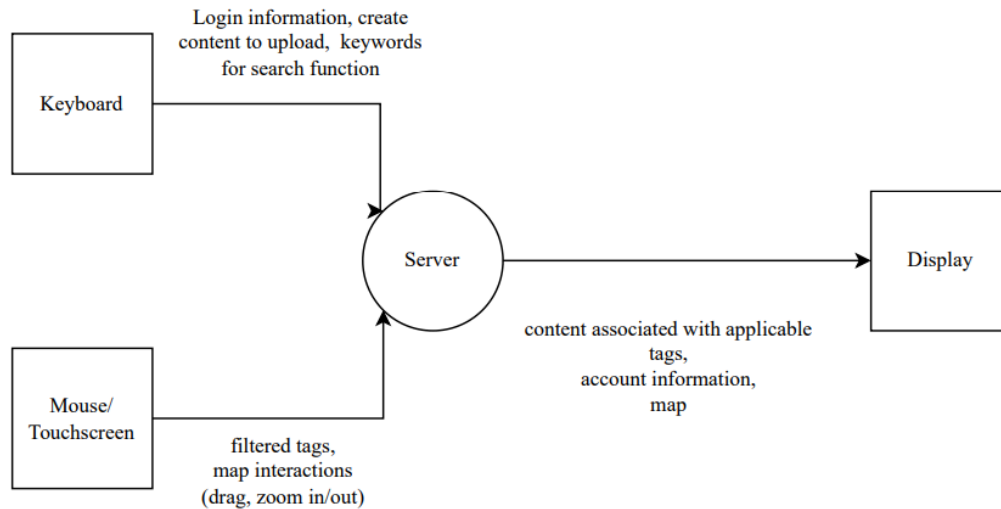 Login information, create
content to upload, keywords
for search function
Keyboard
Server
Display
content associated with applicable
tags,
account information,
map
Mouse/
Touchscreen
filtered tags,
map interactions
(drag, zoom in/out)